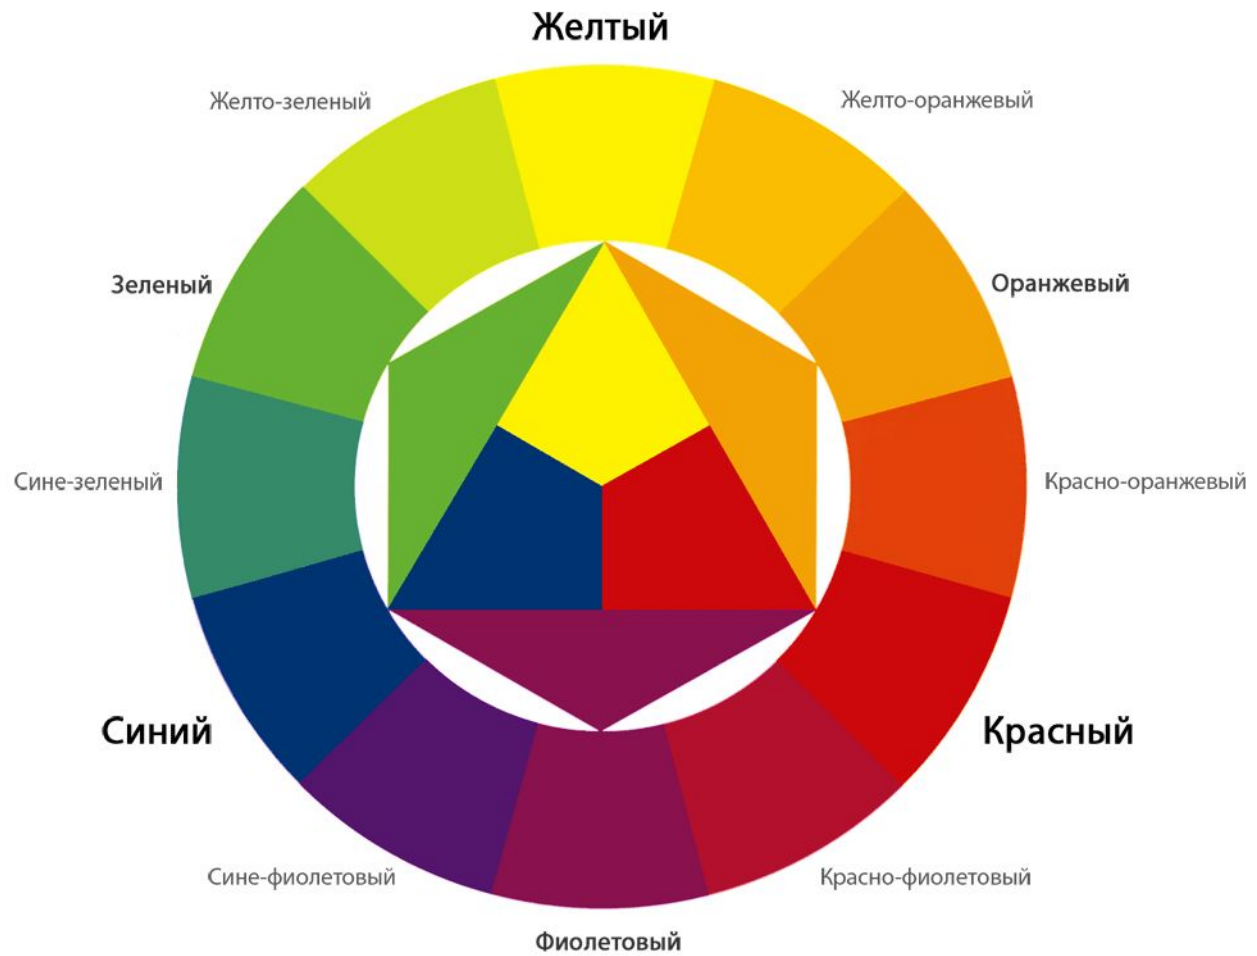 Желтый
Желто-зеленый
Желто-оранжевый
Зеленый
Оранжевый
Сине-зеленый
Красно-оранжевый
Синий
Красный
Сине-фиолетовый
Красно-фиолетовый
Фиолетовый